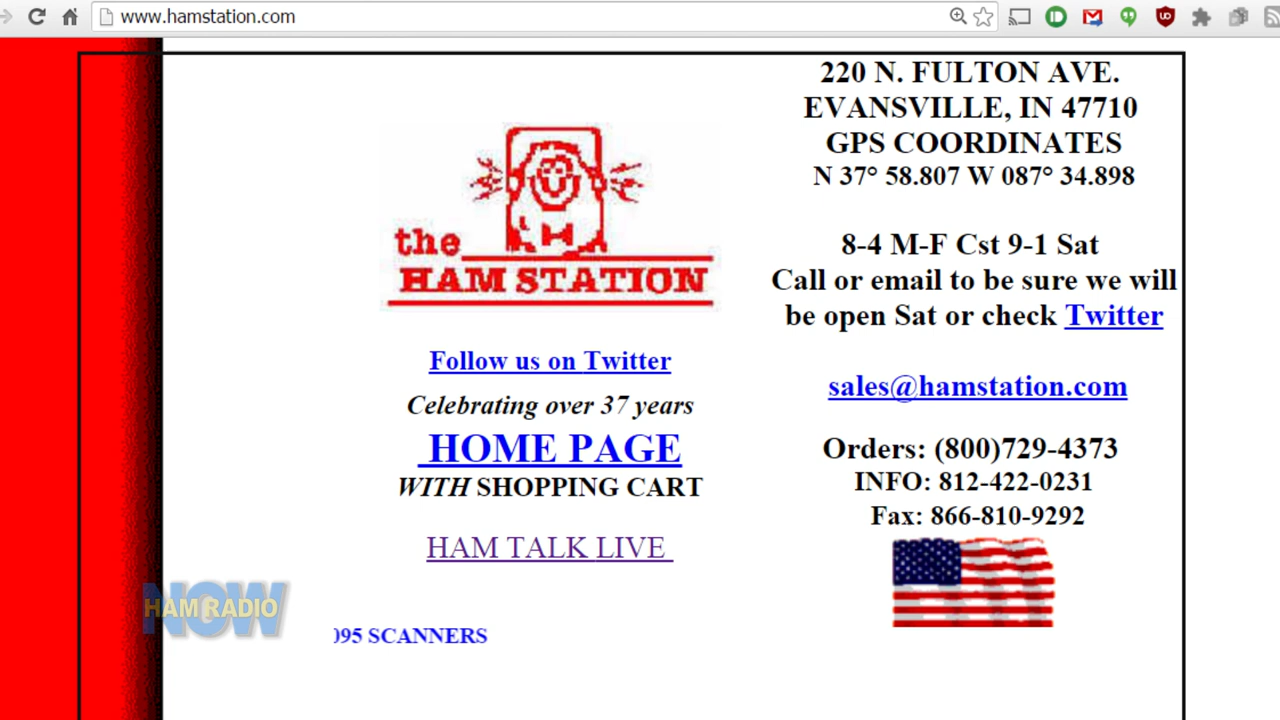 www.hamstation.com
220 N. FULTON AVE.
EVANSVILLE, IN 47710
GPS COORDINATES
N 37° 58.807 W 087° 34.898
8-4 M-F Cst 9-1 Sat
Call or email to be sure we will
be open Sat or check Twitter
sales@hamstation.com
Orders: (800)729-4373
INFO: 812-422-0231
Fax: 866-810-9292
the
HAM STATION
Follow us on Twitter
Celebrating over 37 years
HOME PAGE
WITH SHOPPING CART
HAM TALK LIVE
HAM RADIO
NOW
095 SCANNERS